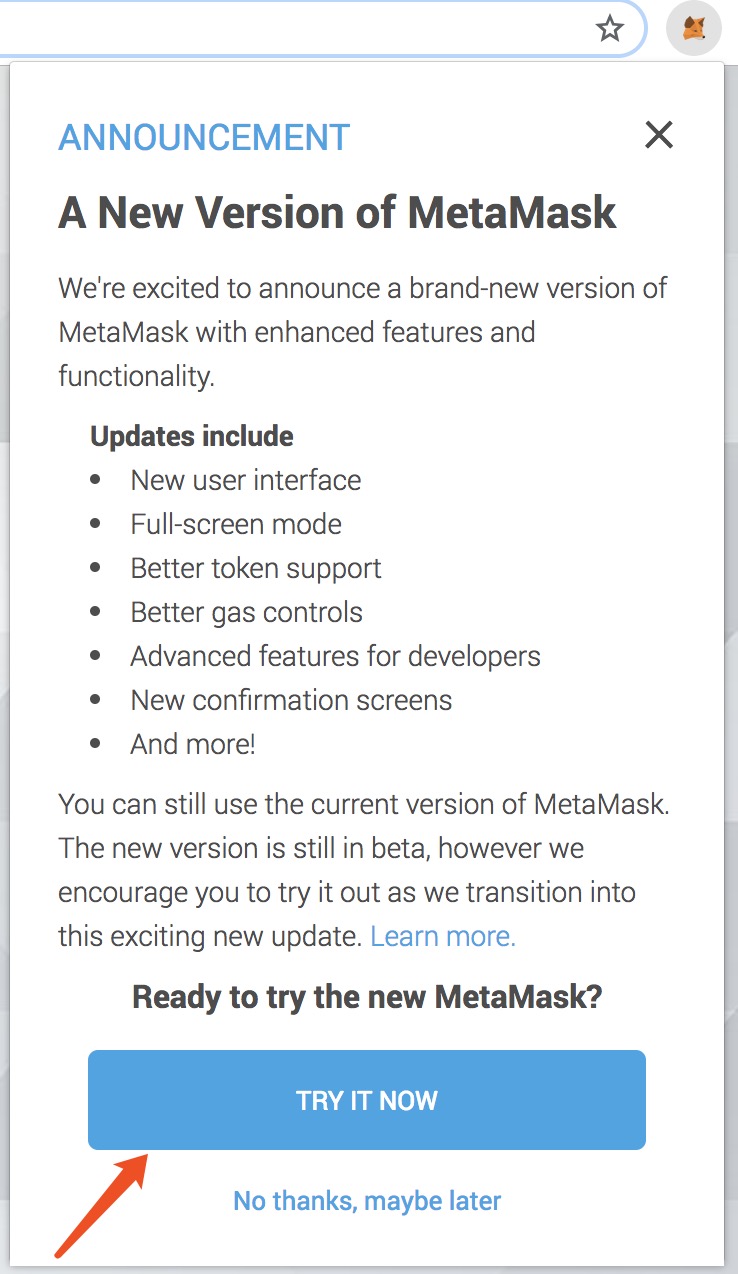 ANNOUNCEMENT
A New Version of MetaMask
We're excited to announce a brand-new version of
MetaMask with enhanced features and
functionality.
Updates include
• New user interface
• Full-screen mode
• Better token support
• Better gas controls
• Advanced features for developers
• New confirmation screens
• And more!
You can still use the current version of MetaMask.
The new version is still in beta, however we
encourage you to try it out as we transition into
this exciting new update. Learn more.
Ready to try the new MetaMask?
TRY IT NOW
No thanks, maybe later